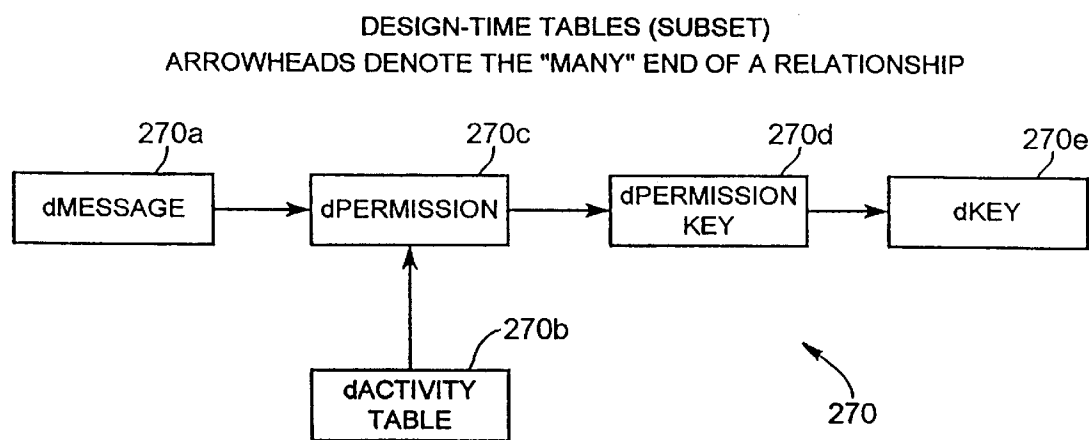 DESIGN-TIME TABLES (SUBSET)
ARROWHEADS DENOTE THE "MANY" END OF A RELATIONSHIP
270a
270c
270d
270e
dMESSAGE
dPERMISSION
dPERMISSION
KEY
dKEY
270b
dACTIVITY
TABLE
270